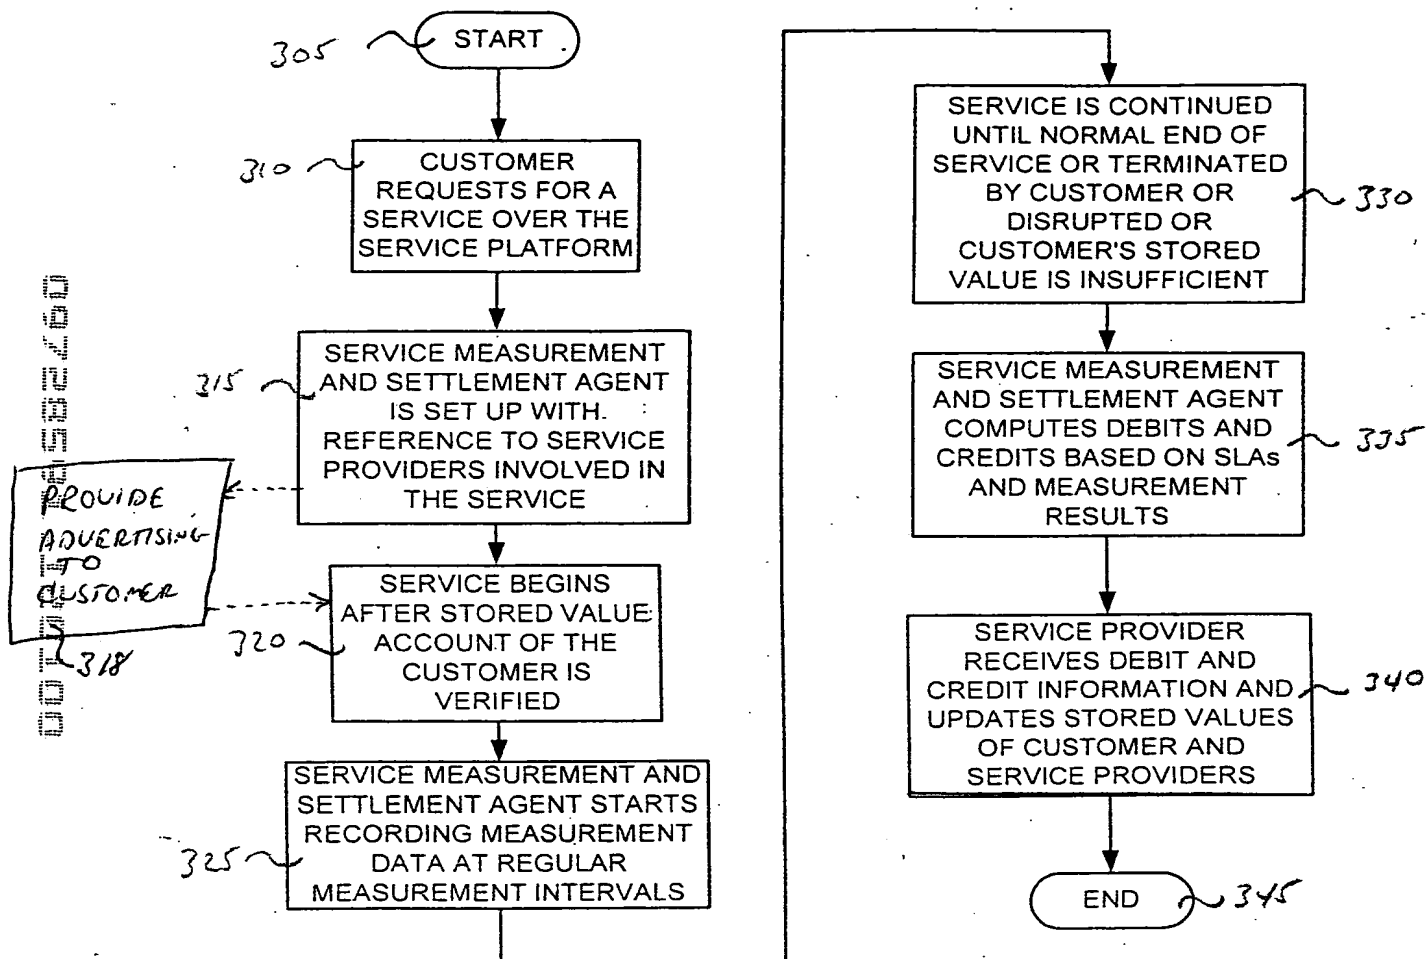 305
START
310
CUSTOMER
REQUESTS FOR A
SERVICE OVER THE
SERVICE PLATFORM
315
SERVICE MEASUREMENT
AND SETTLEMENT AGENT
IS SET UP WITH
REFERENCE TO SERVICE
PROVIDERS INVOLVED IN
THE SERVICE
PROVIDE
ADVERTISING
TO
CUSTOMER
318
320
SERVICE BEGINS
AFTER STORED VALUE
ACCOUNT OF THE
CUSTOMER IS
VERIFIED
325
SERVICE MEASUREMENT AND
SETTLEMENT AGENT STARTS
RECORDING MEASUREMENT
DATA AT REGULAR
MEASUREMENT INTERVALS
SERVICE IS CONTINUED
UNTIL NORMAL END OF
SERVICE OR TERMINATED
BY CUSTOMER OR
DISRUPTED OR
CUSTOMER'S STORED
VALUE IS INSUFFICIENT
330
SERVICE MEASUREMENT
AND SETTLEMENT AGENT
COMPUTES DEBITS AND
CREDITS BASED ON SLAs
AND MEASUREMENT
RESULTS
335
SERVICE PROVIDER
RECEIVES DEBIT AND
CREDIT INFORMATION AND
UPDATES STORED VALUES
OF CUSTOMER AND
SERVICE PROVIDERS
340
END
345